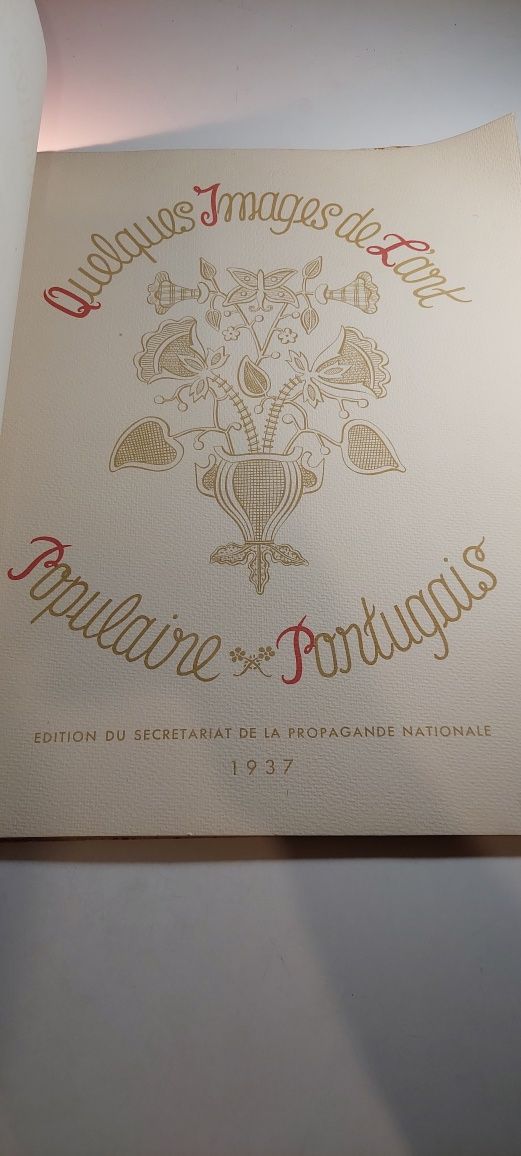 Quelques Images de L'art
Populaire Portugais
EDITION DU SECRETARIAT DE LA PROPAGANDE NATIONALE
1937